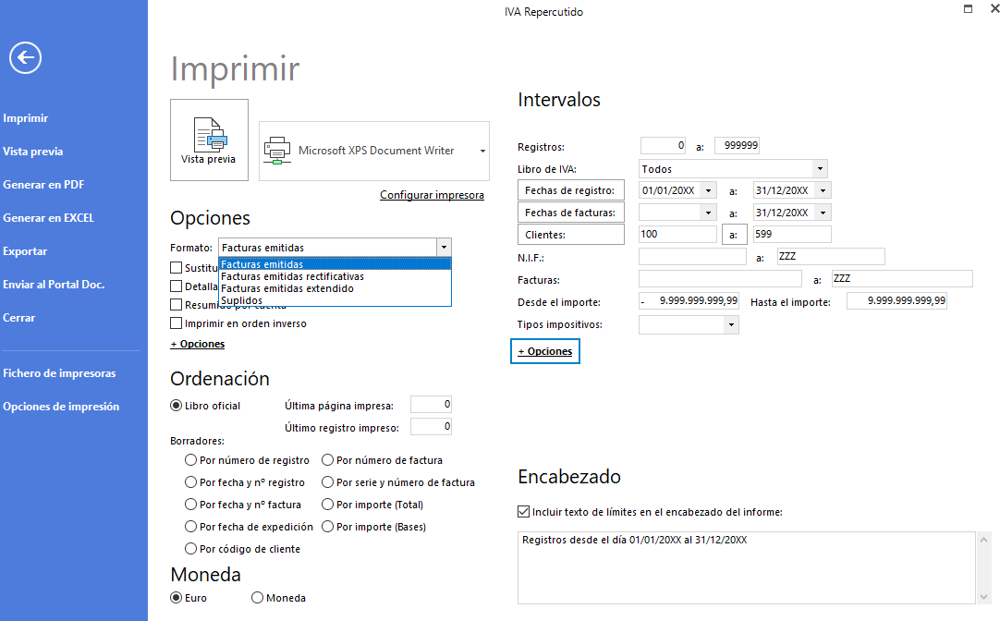 IVA Repercutido
Imprimir
Vista previa
Generar en PDF
Generar en EXCEL
Exportar
Enviar al Portal Doc.
Cerrar
Fichero de impresoras
Opciones de impresión
Imprimir
Vista previa
Microsoft XPS Document Writer
Configurar impresora
Opciones
Formato: Facturas emitidas
Facturas emitidas
Facturas emitidas rectificativas
Facturas emitidas extendido
Suplidos
Imprimir en orden inverso
+ Opciones
Ordenación
Libro oficial Última página impresa: 0
Último registro impreso: 0
Borradores:
Por número de registro Por número de factura
Por fecha y nº registro Por serie y número de factura
Por fecha y nº factura Por importe (Total)
Por fecha de expedición Por importe (Bases)
Por código de cliente
Moneda
Euro Moneda
Intervalos
Registros: 0 a: 999999
Libro de IVA: Todos
Fechas de registro: 01/01/20XX a: 31/12/20XX
Fechas de facturas: a: 31/12/20XX
Clientes: 100 a: 599
N.I.F.: a: ZZZ
Facturas: a: ZZZ
Desde el importe: - 9.999.999.999,99 Hasta el importe: 9.999.999.999,99
Tipos impositivos:
+ Opciones
Encabezado
Incluir texto de límites en el encabezado del informe:
Registros desde el día 01/01/20XX al 31/12/20XX